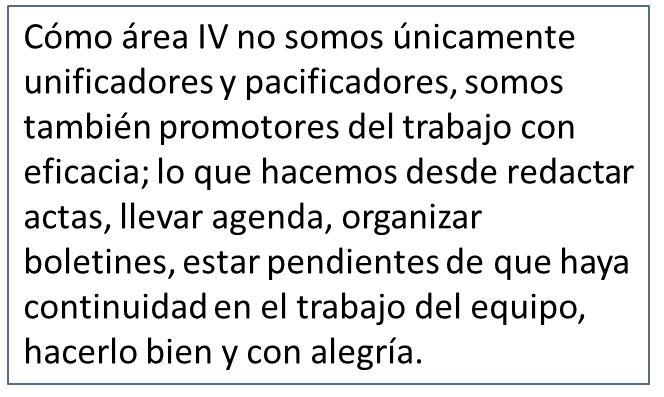 Cómo área IV no somos únicamente
unificadores y pacificadores, somos
también promotores del trabajo con
eficacia; lo que hacemos desde redactar
actas, llevar agenda, organizar
boletines, estar pendientes de que haya
continuidad en el trabajo del equipo,
hacerlo bien y con alegría.